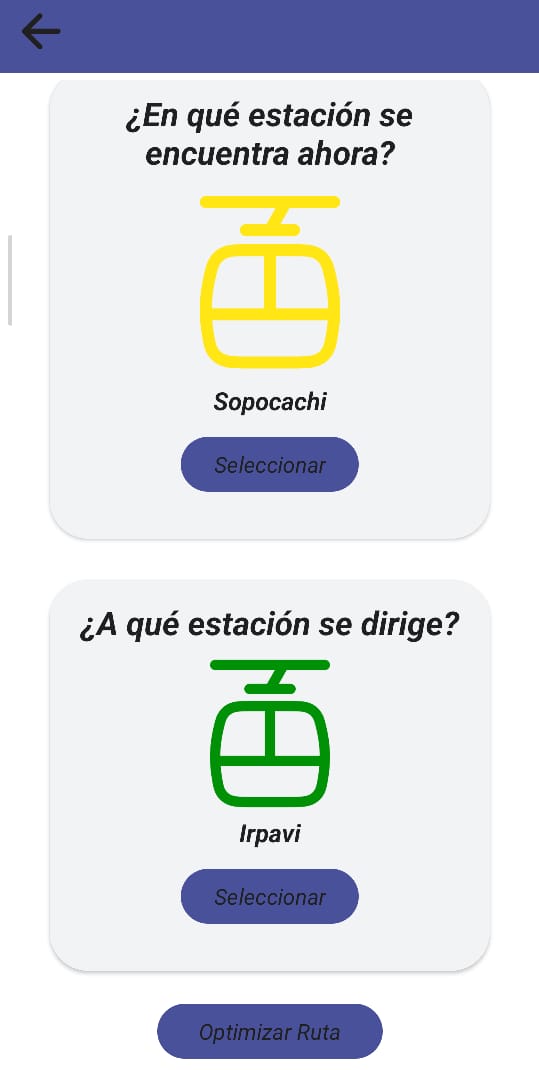 ¿En qué estación se
encuentra ahora?
Sopocachi
Seleccionar
¿A qué estación se dirige?
Irpavi
Seleccionar
Optimizar Ruta